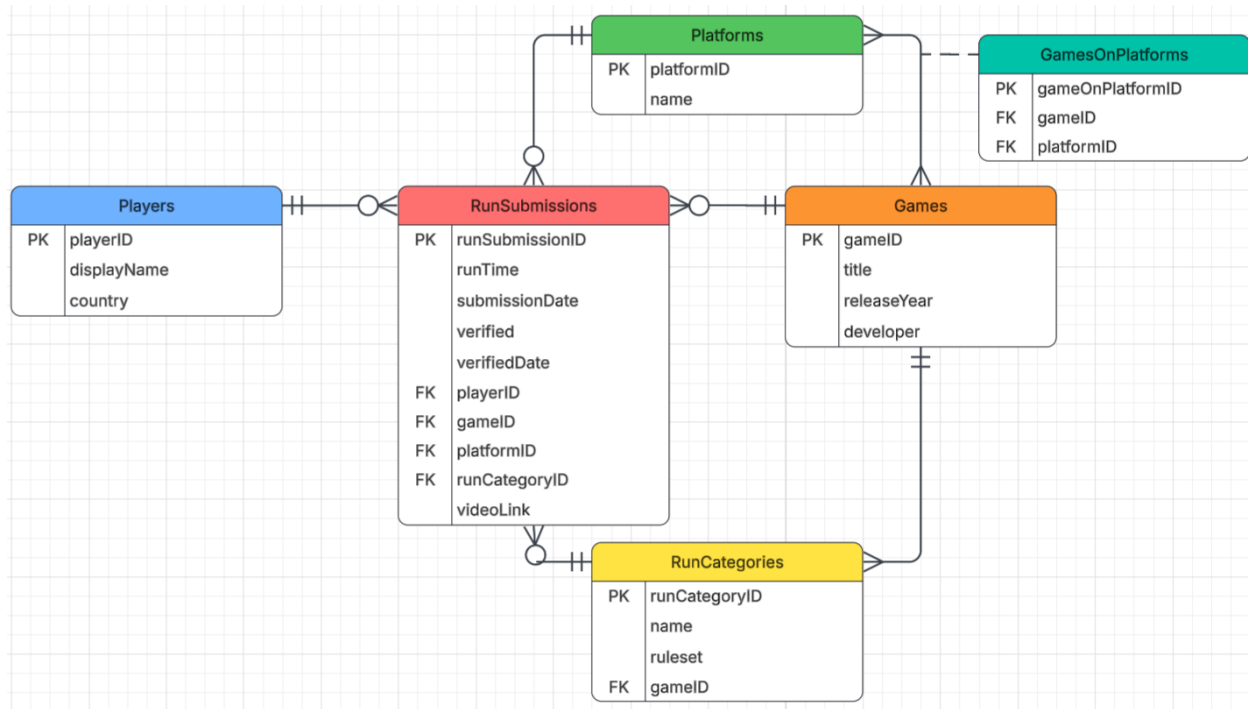 Platforms
PK platformID
name
GamesOnPlatforms
PK gameOnPlatformID
FK gameID
FK platformID
Players
PK playerID
displayName
country
RunSubmissions
PK runSubmissionID
runTime
submissionDate
verified
verifiedDate
FK playerID
FK gameID
FK platformID
FK runCategoryID
videoLink
Games
PK gameID
title
releaseYear
developer
RunCategories
PK runCategoryID
name
ruleset
FK gameID